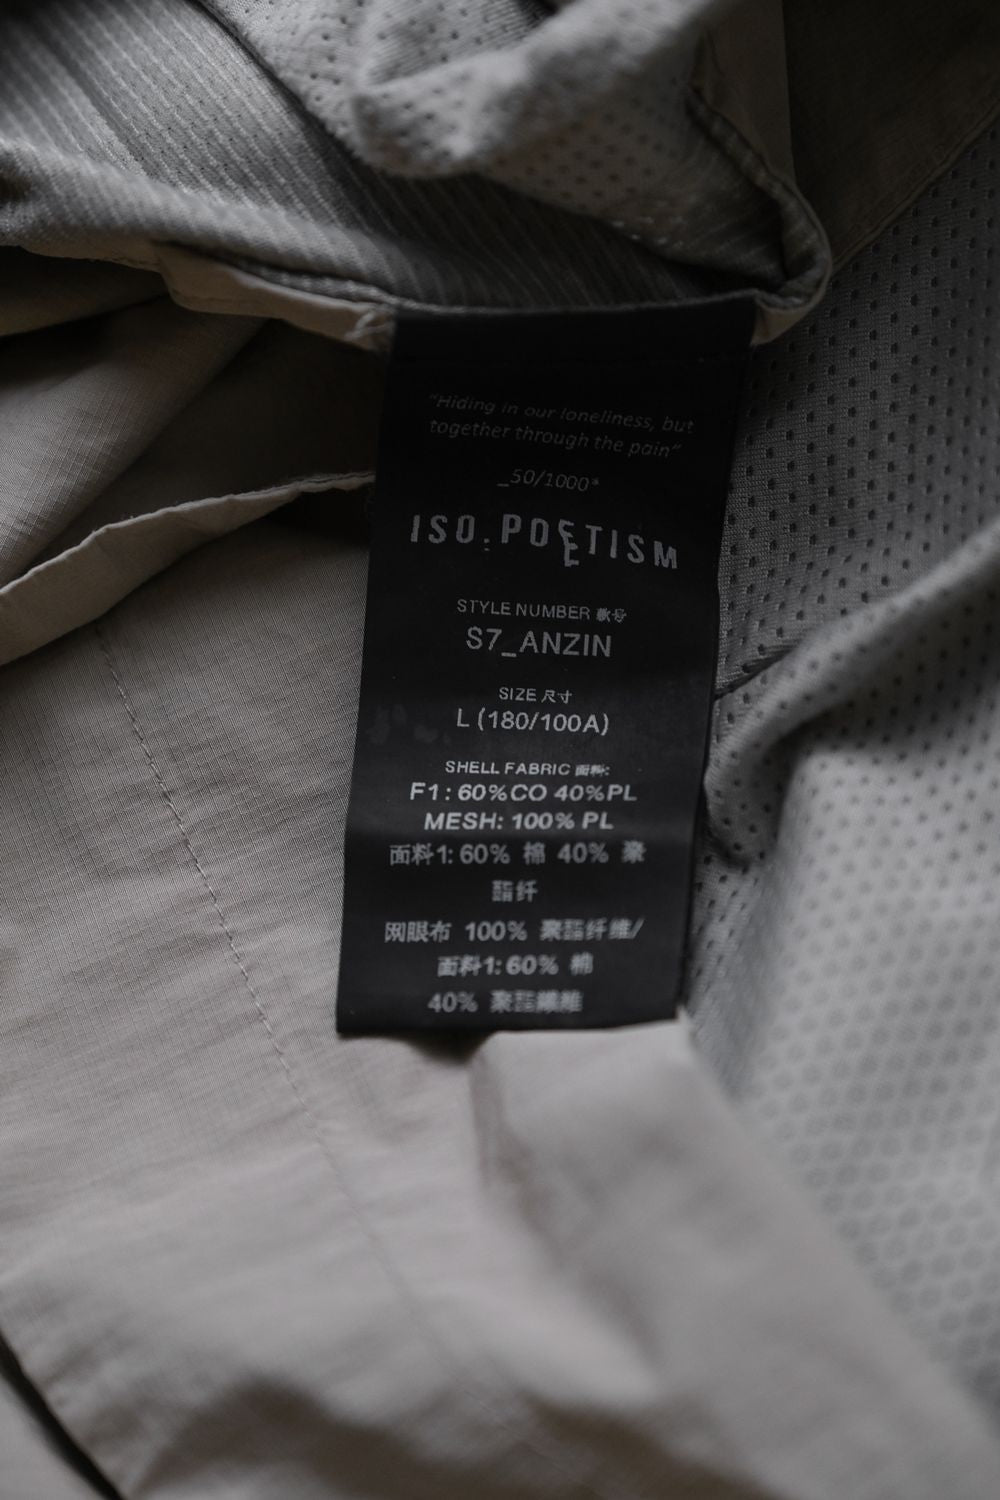 "Hiding in our loneliness, but
together through the pain"
_50/1000*
ISO.POETISM
STYLE NUMBER 款号
S7_ANZIN
SIZE 尺寸
L (180/100A)
SHELL FABRIC 面料:
F1: 60%CO 40%PL
MESH: 100% PL
面料1: 60% 棉 40% 聚
酯纤
网眼布 100% 聚酯纤维/
面料1: 60% 棉
40% 聚酯纖維